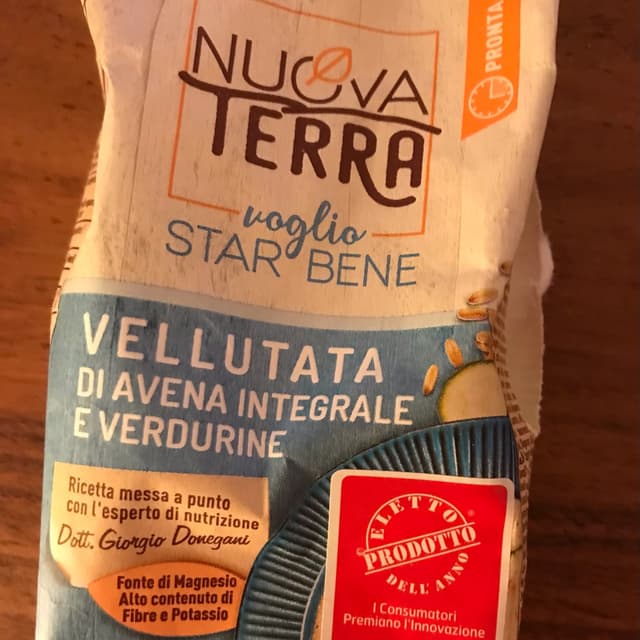 NUOVA
TERRA
PRONTA
voglio
STAR BENE
VELLUTATA
DI AVENA INTEGRALE
E VERDURINE
Ricetta messa a punto
con l'esperto di nutrizione
Dott. Giorgio Donegani
Fonte di Magnesio
Alto contenuto di
Fibre e Potassio
ELETTO
PRODOTTO
DELL'ANNO
I Consumatori
Premiano l'Innovazione